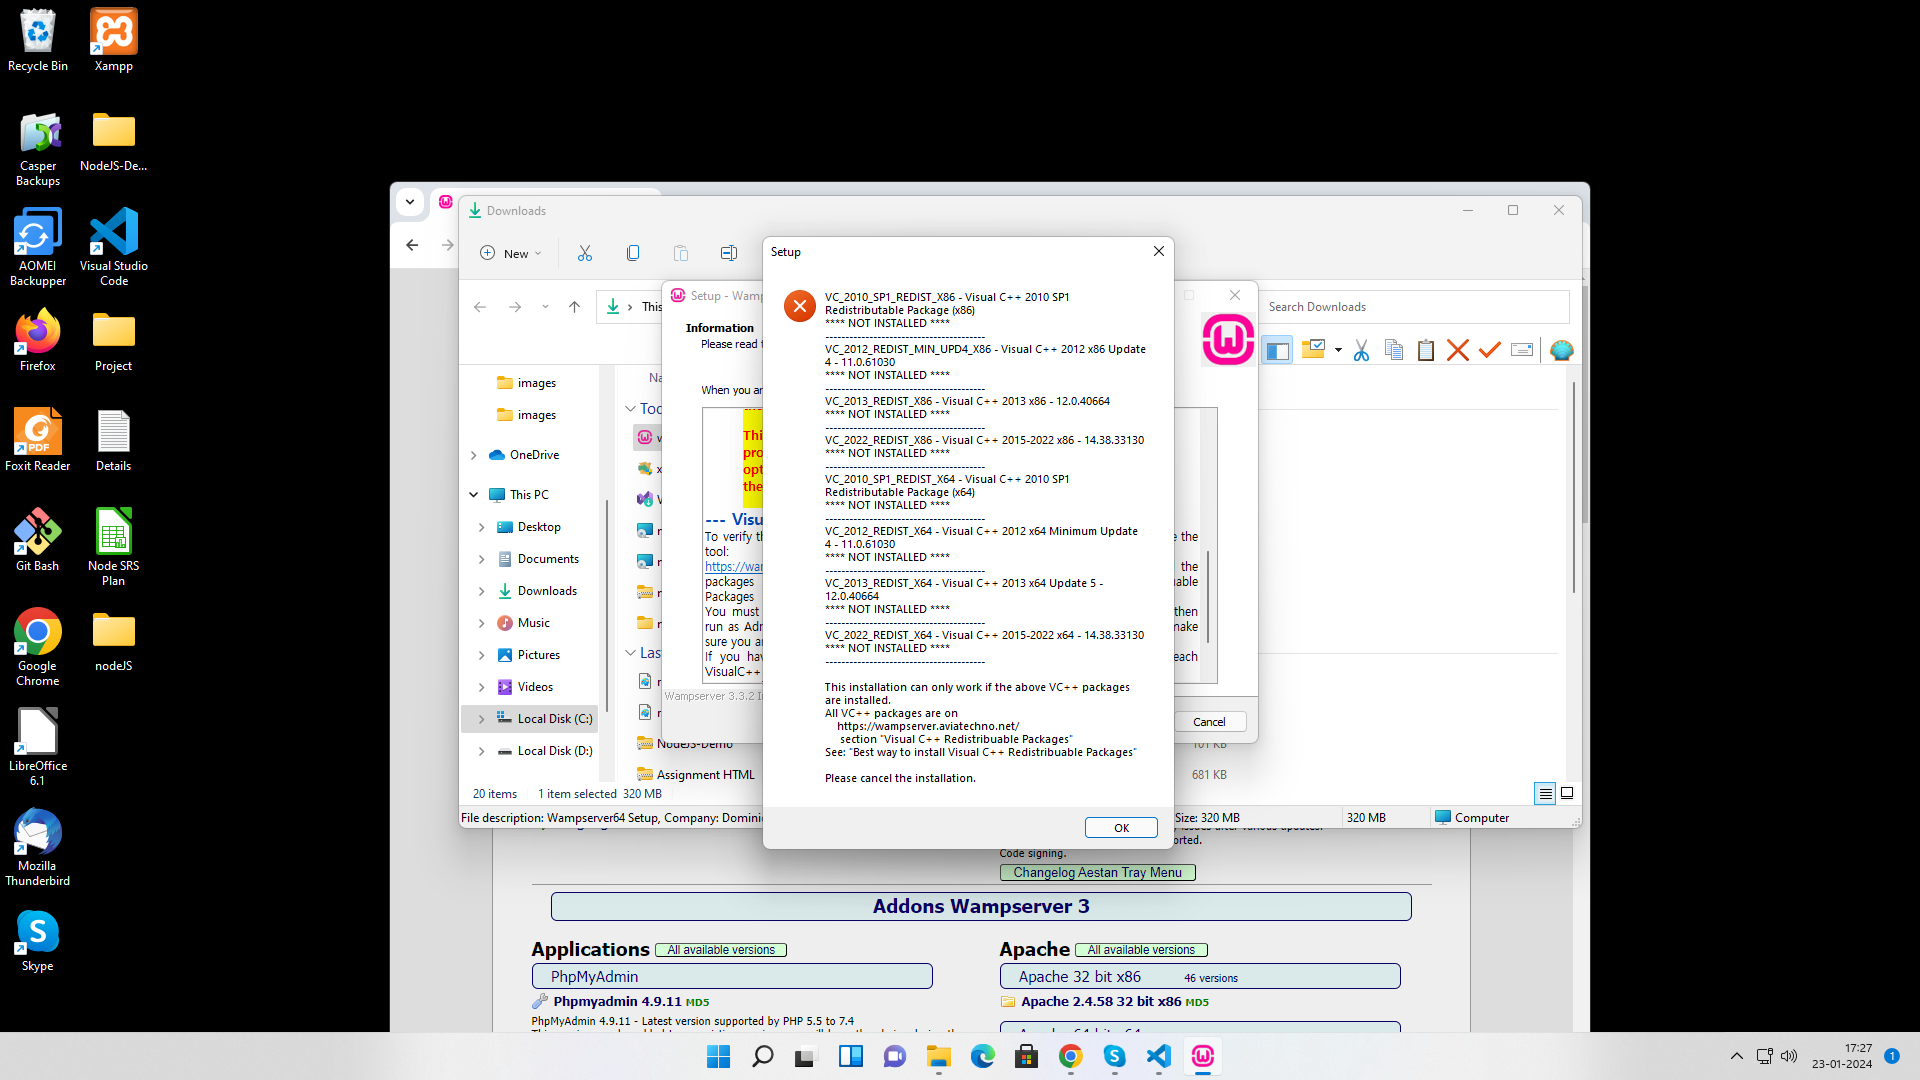 Recycle Bin
Xampp
Casper
Backups
NodeJS-De...
AOMEI
Backupper
Visual Studio
Code
Firefox
Project
Foxit Reader
Details
Git Bash
Node SRS
Plan
Google
Chrome
nodeJS
LibreOffice
6.1
Mozilla
Thunderbird
Skype
Downloads
New
This
Search Downloads
images
images
OneDrive
This PC
Desktop
Documents
Downloads
Music
Pictures
Videos
Local Disk (C:)
Local Disk (D:)
NodeJS-Demo
101 KB
Assignment HTML
681 KB
20 items
1 item selected 320 MB
File description: Wampserver64 Setup, Company:
Size: 320 MB
320 MB
Computer
Setup - Wamp
Information
Please read
When you
To verify
tool:
the
packages
the
Packages
You must
then
run as
make
sure you
If you
each
VisualC++
Wampserver 3.3.2
Cancel
Setup
VC_2010_SP1_REDIST_X86 - Visual C++ 2010 SP1
Redistributable Package (x86)
**** NOT INSTALLED ****
----------------------------------------
VC_2012_REDIST_MIN_UPD4_X86 - Visual C++ 2012 x86 Update
4 - 11.0.61030
**** NOT INSTALLED ****
----------------------------------------
VC_2013_REDIST_X86 - Visual C++ 2013 x86 - 12.0.40664
**** NOT INSTALLED ****
----------------------------------------
VC_2022_REDIST_X86 - Visual C++ 2015-2022 x86 - 14.38.33130
**** NOT INSTALLED ****
----------------------------------------
VC_2010_SP1_REDIST_X64 - Visual C++ 2010 SP1
Redistributable Package (x64)
**** NOT INSTALLED ****
----------------------------------------
VC_2012_REDIST_X64 - Visual C++ 2012 x64 Minimum Update
4 - 11.0.61030
**** NOT INSTALLED ****
----------------------------------------
VC_2013_REDIST_X64 - Visual C++ 2013 x64 Update 5 -
12.0.40664
**** NOT INSTALLED ****
----------------------------------------
VC_2022_REDIST_X64 - Visual C++ 2015-2022 x64 - 14.38.33130
**** NOT INSTALLED ****
----------------------------------------
This installation can only work if the above VC++ packages
are installed.
All VC++ packages are on
https://wampserver.aviatechno.net/
section "Visual C++ Redistribuable Packages"
See: "Best way to install Visual C++ Redistribuable Packages"
Please cancel the installation.
OK
issues after various updates.
Code signing.
Changelog Aestan Tray Menu
Addons Wampserver 3
Applications All available versions
PhpMyAdmin
Phpmyadmin 4.9.11 MD5
PhpMyAdmin 4.9.11 - Latest version supported by PHP 5.5 to 7.4
Apache All available versions
Apache 32 bit x86 46 versions
Apache 2.4.58 32 bit x86 MD5
17:27
23-01-2024
1